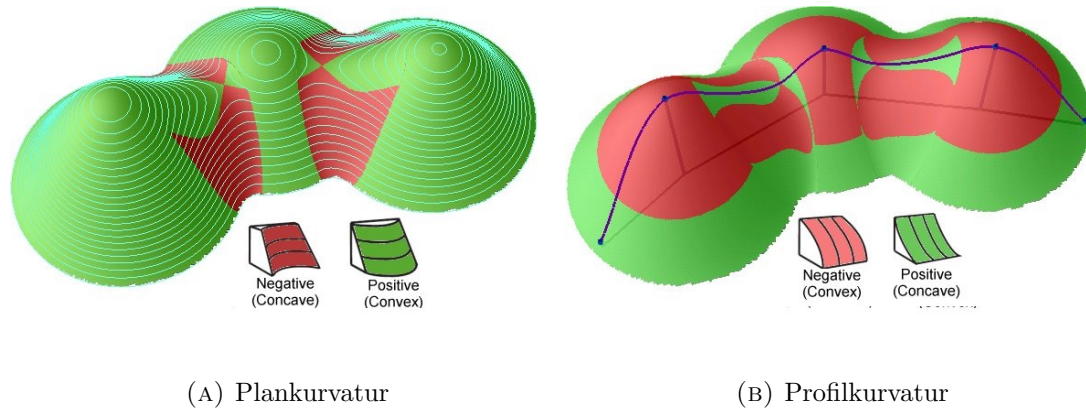 Negative
(Concave)
Positive
(Convex)
Negative
(Convex)
Positive
(Concave)
(A) Plankurvatur
(B) Profilkurvatur